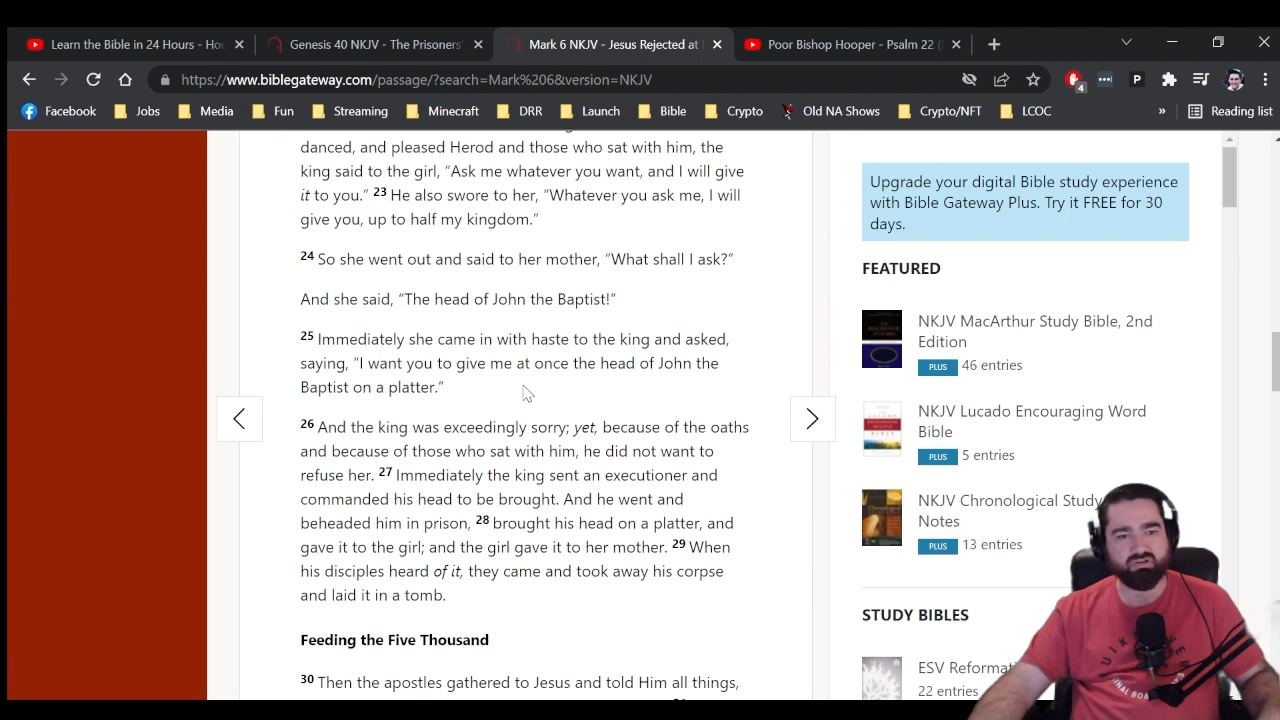 Learn the Bible in 24 Hours - Hou
Genesis 40 NKJV - The Prisoners'
Mark 6 NKJV - Jesus Rejected at
Poor Bishop Hooper - Psalm 22 (
https://www.biblegateway.com/passage/?search=Mark%206&version=NKJV
4
P
Facebook
Jobs
Media
Fun
Streaming
Minecraft
DRR
Launch
Bible
Crypto
Old NA Shows
Crypto/NFT
LCOC
»
Reading list
danced, and pleased Herod and those who sat with him, the
king said to the girl, “Ask me whatever you want, and I will give
it to you.” 23 He also swore to her, “Whatever you ask me, I will
give you, up to half my kingdom.”
24 So she went out and said to her mother, “What shall I ask?”
And she said, “The head of John the Baptist!”
25 Immediately she came in with haste to the king and asked,
saying, “I want you to give me at once the head of John the
Baptist on a platter.”
26 And the king was exceedingly sorry; yet, because of the oaths
and because of those who sat with him, he did not want to
refuse her. 27 Immediately the king sent an executioner and
commanded his head to be brought. And he went and
beheaded him in prison, 28 brought his head on a platter, and
gave it to the girl; and the girl gave it to her mother. 29 When
his disciples heard of it, they came and took away his corpse
and laid it in a tomb.
Feeding the Five Thousand
30 Then the apostles gathered to Jesus and told Him all things,
Upgrade your digital Bible study experience
with Bible Gateway Plus. Try it FREE for 30
days.
FEATURED
NKJV MacArthur Study Bible, 2nd
Edition
PLUS 46 entries
NKJV Lucado Encouraging Word
Bible
PLUS 5 entries
NKJV Chronological Study
Notes
PLUS 13 entries
STUDY BIBLES
ESV Reformati
22 entries